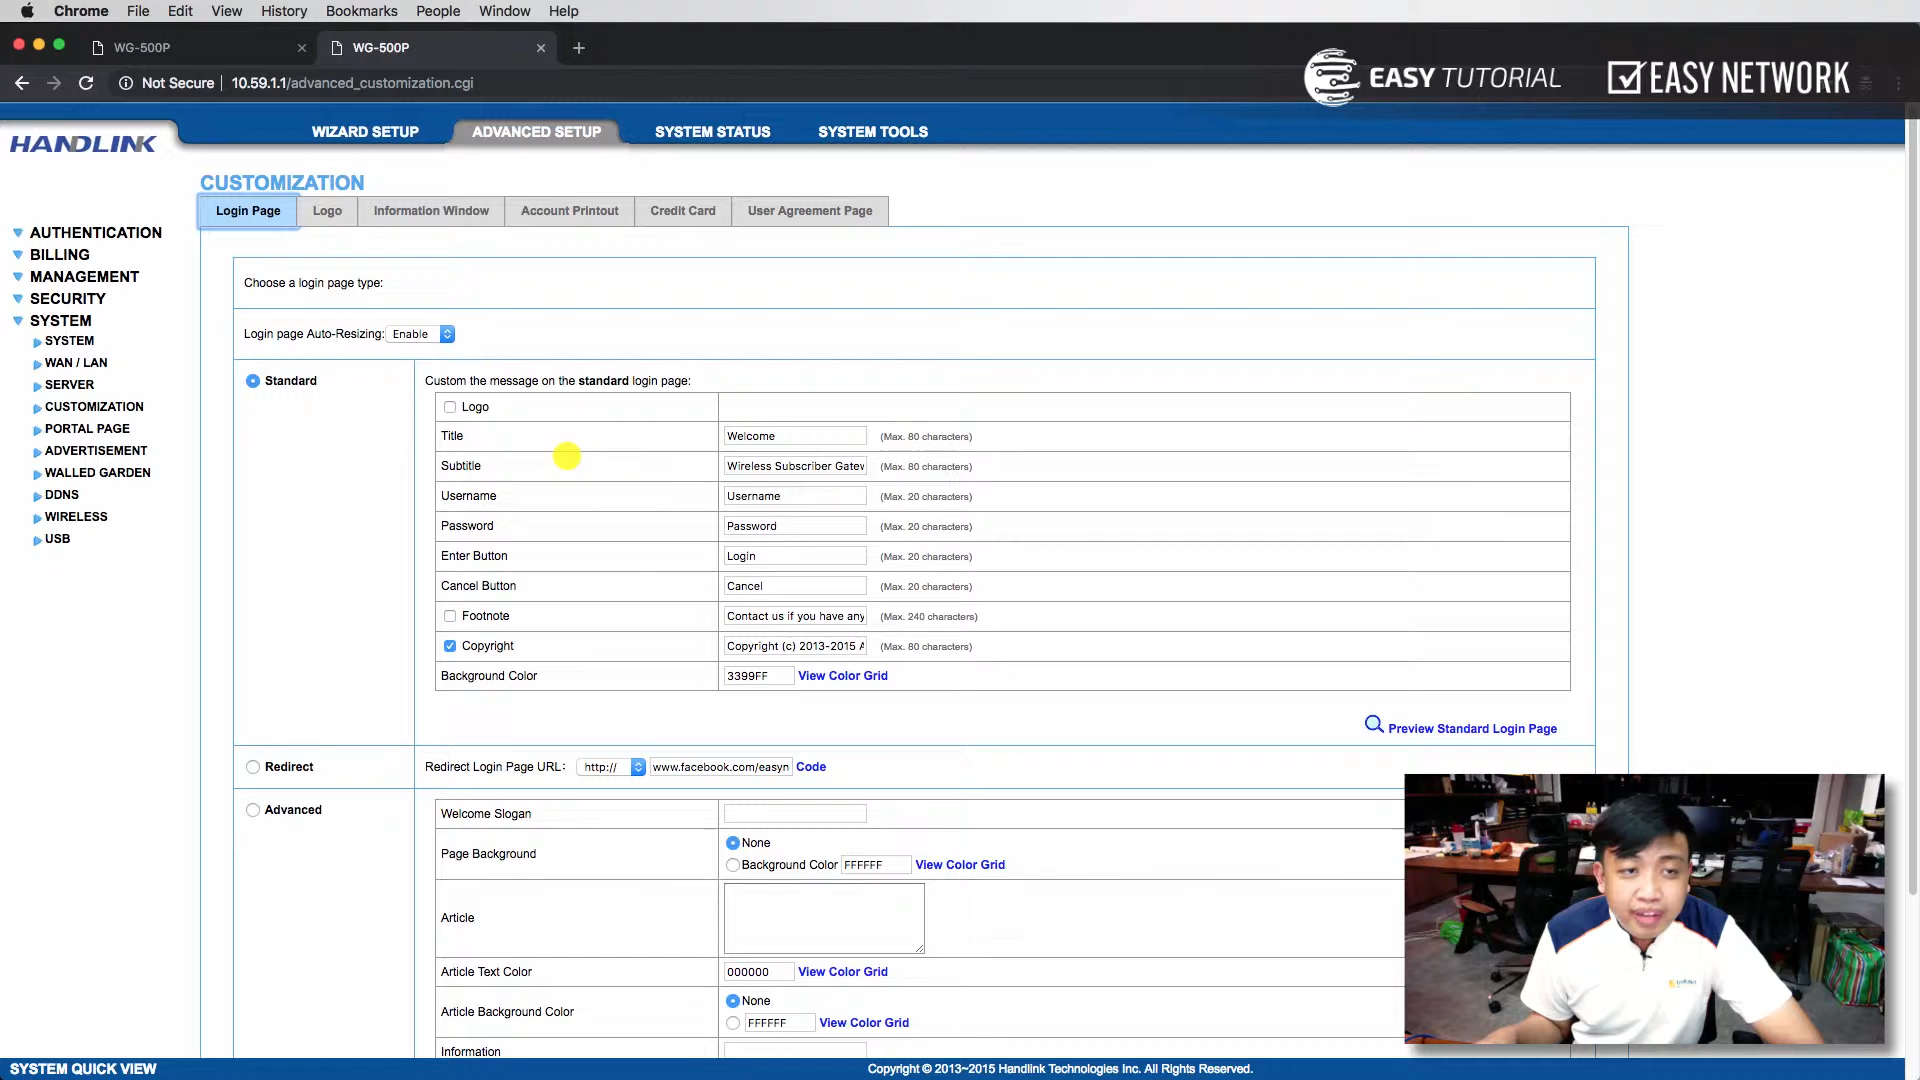 Chrome File Edit View History Bookmarks People Window Help
WG-500P
WG-500P
Not Secure 10.59.1.1/advanced_customization.cgi
EASY TUTORIAL
EASY NETWORK
HANDLINK
WIZARD SETUP ADVANCED SETUP SYSTEM STATUS SYSTEM TOOLS
CUSTOMIZATION
Login Page Logo Information Window Account Printout Credit Card User Agreement Page
AUTHENTICATION
BILLING
MANAGEMENT
SECURITY
SYSTEM
SYSTEM
WAN / LAN
SERVER
CUSTOMIZATION
PORTAL PAGE
ADVERTISEMENT
WALLED GARDEN
DDNS
WIRELESS
USB
Choose a login page type:
Login page Auto-Resizing: Enable
Standard
Custom the message on the standard login page:
Logo
Title Welcome (Max. 80 characters)
Subtitle Wireless Subscriber Gatew (Max. 80 characters)
Username Username (Max. 20 characters)
Password Password (Max. 20 characters)
Enter Button Login (Max. 20 characters)
Cancel Button Cancel (Max. 20 characters)
Footnote Contact us if you have any (Max. 240 characters)
Copyright Copyright (c) 2013-2015 A (Max. 80 characters)
Background Color 3399FF View Color Grid
Preview Standard Login Page
Redirect Redirect Login Page URL: http:// www.facebook.com/easyn Code
Advanced
Welcome Slogan
Page Background
None
Background Color FFFFFF View Color Grid
Article
Article Text Color 000000 View Color Grid
Article Background Color
None
FFFFFF View Color Grid
Information
SYSTEM QUICK VIEW
Copyright © 2013~2015 Handlink Technologies Inc. All Rights Reserved.